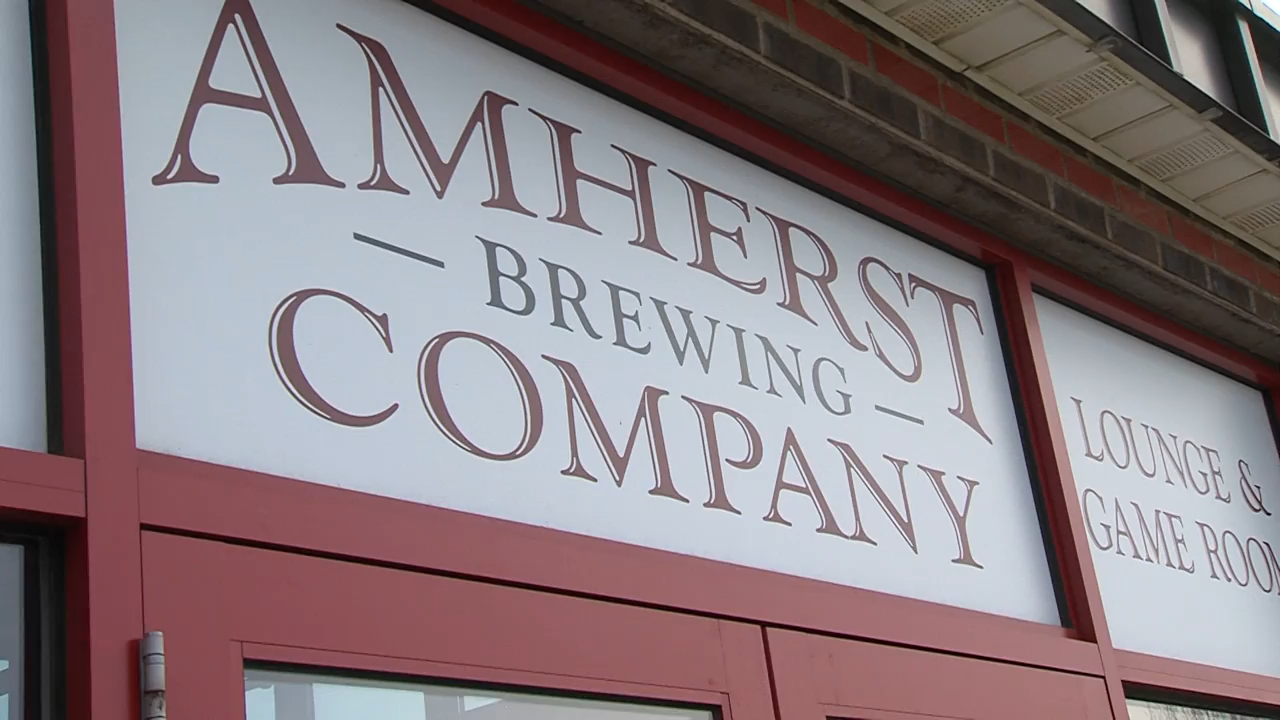 AMHERST
– BREWING –
COMPANY
LOUNGE &
GAME ROOM